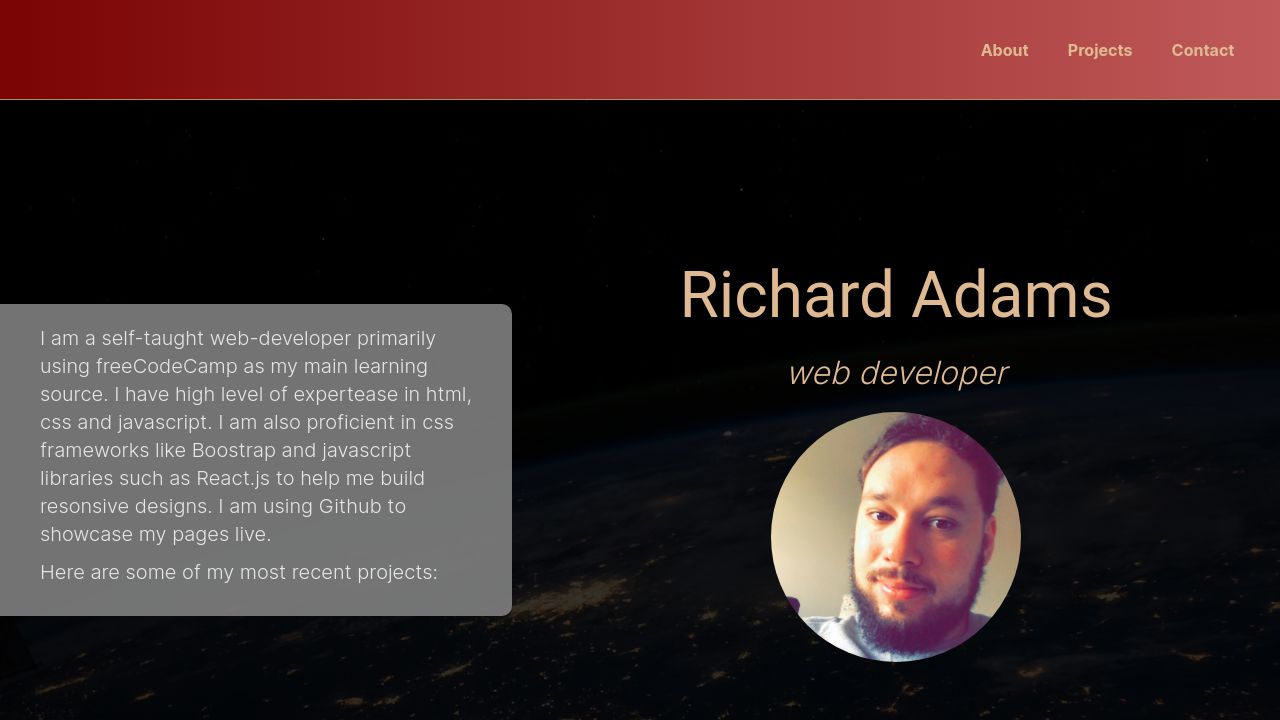 About
Projects
Contact
Richard Adams
web developer
I am a self-taught web-developer primarily
using freeCodeCamp as my main learning
source. I have high level of expertease in html,
css and javascript. I am also proficient in css
frameworks like Boostrap and javascript
libraries such as React.js to help me build
resonsive designs. I am using Github to
showcase my pages live.
Here are some of my most recent projects: